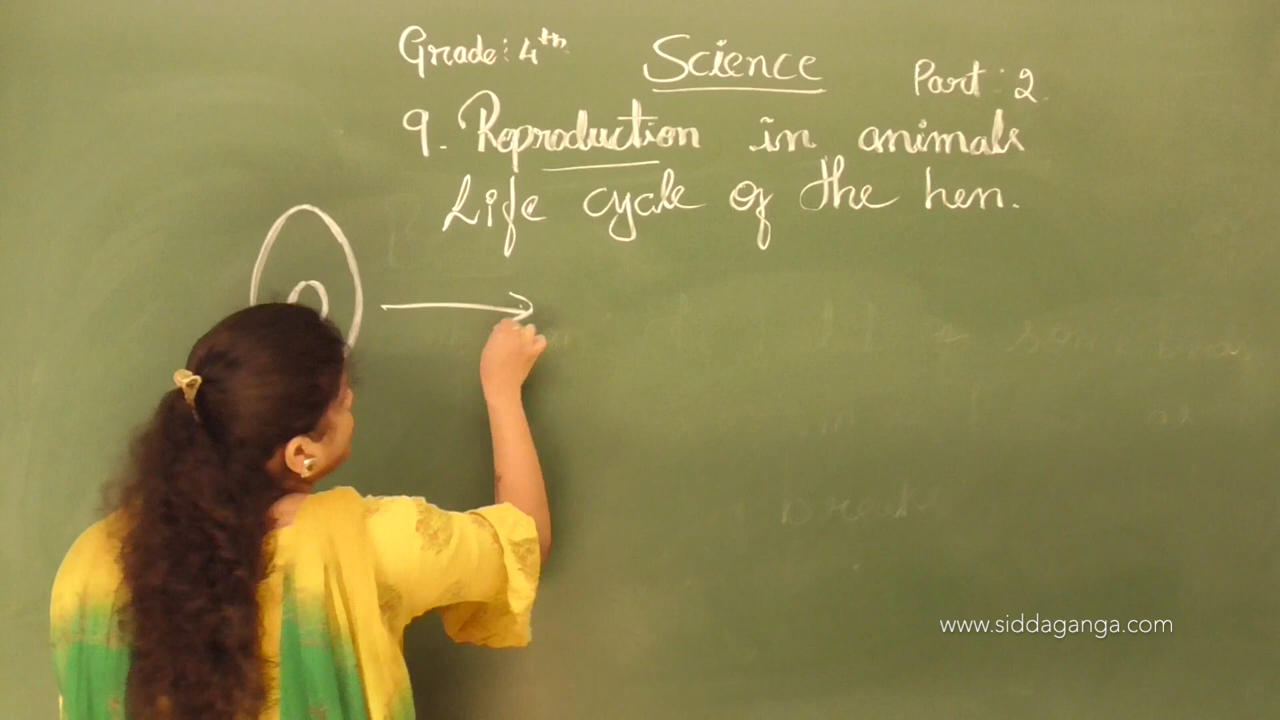 Grade: 4th Science Part: 2
9. Reproduction in animals
Life cycle of the hen.
www.siddaganga.com